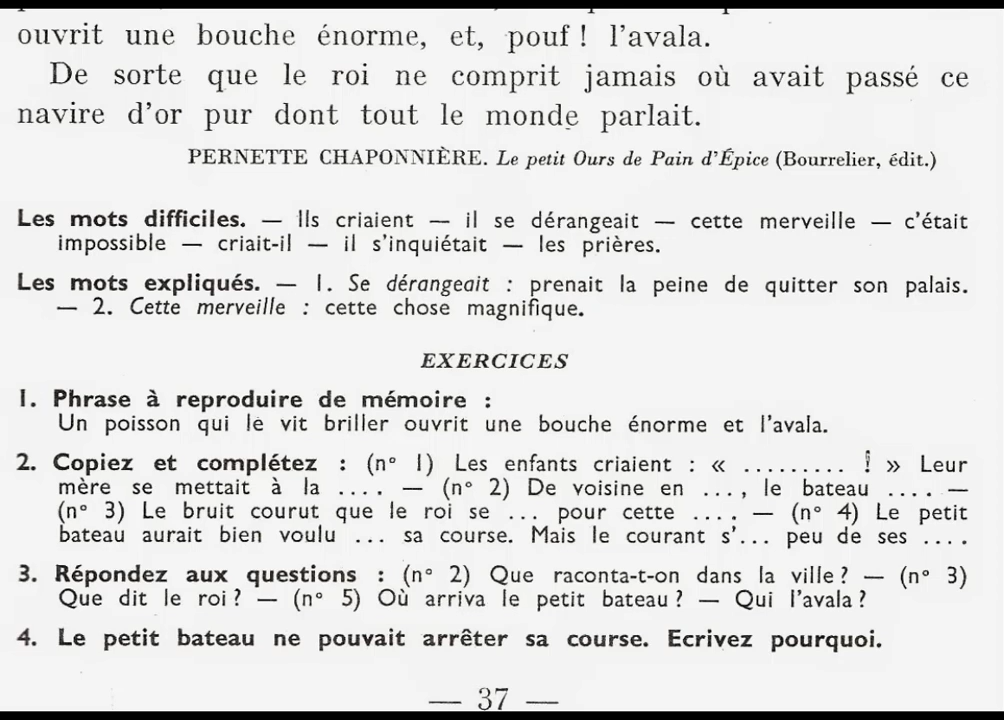 ouvrit une bouche énorme, et, pouf ! l'avala.
De sorte que le roi ne comprit jamais où avait passé ce
navire d'or pur dont tout le monde parlait.
PERNETTE CHAPONNIÈRE. Le petit Ours de Pain d'Épice (Bourrelier, édit.)
Les mots difficiles. — Ils criaient — il se dérangeait — cette merveille — c'était
impossible — criait-il — il s'inquiétait — les prières.
Les mots expliqués. — 1. Se dérangeait : prenait la peine de quitter son palais.
— 2. Cette merveille : cette chose magnifique.
EXERCICES
1. Phrase à reproduire de mémoire :
Un poisson qui le vit briller ouvrit une bouche énorme et l'avala.
2. Copiez et complétez : (n° 1) Les enfants criaient : « ......... ! » Leur
mère se mettait à la .... — (n° 2) De voisine en ..., le bateau .... —
(n° 3) Le bruit courut que le roi se ... pour cette .... — (n° 4) Le petit
bateau aurait bien voulu ... sa course. Mais le courant s'... peu de ses ....
3. Répondez aux questions : (n° 2) Que raconta-t-on dans la ville ? — (n° 3)
Que dit le roi ? — (n° 5) Où arriva le petit bateau ? — Qui l'avala ?
4. Le petit bateau ne pouvait arrêter sa course. Ecrivez pourquoi.
— 37 —